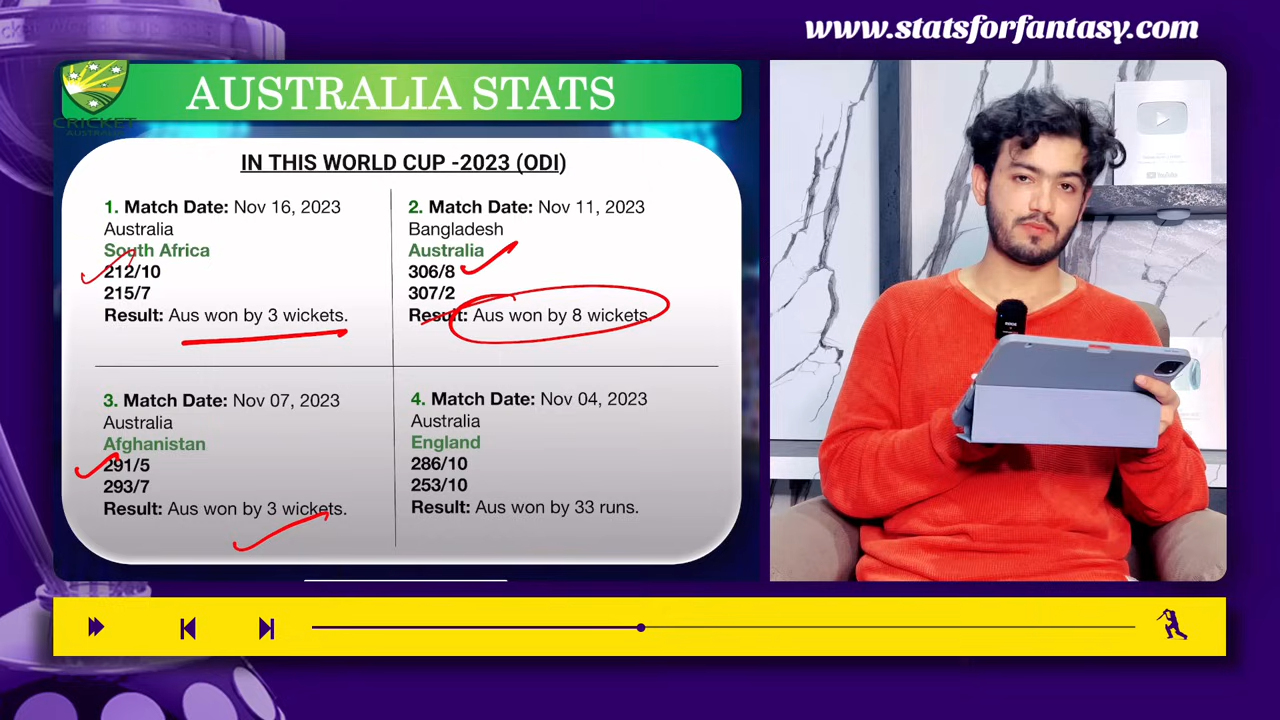 www.statsforfantasy.com
AUSTRALIA STATS
CRICKET
AUSTRALIA
IN THIS WORLD CUP -2023 (ODI)
1. Match Date: Nov 16, 2023
Australia
South Africa
212/10
215/7
Result: Aus won by 3 wickets.
2. Match Date: Nov 11, 2023
Bangladesh
Australia
306/8
307/2
Result: Aus won by 8 wickets.
3. Match Date: Nov 07, 2023
Australia
Afghanistan
291/5
293/7
Result: Aus won by 3 wickets.
4. Match Date: Nov 04, 2023
Australia
England
286/10
253/10
Result: Aus won by 33 runs.
YouTube